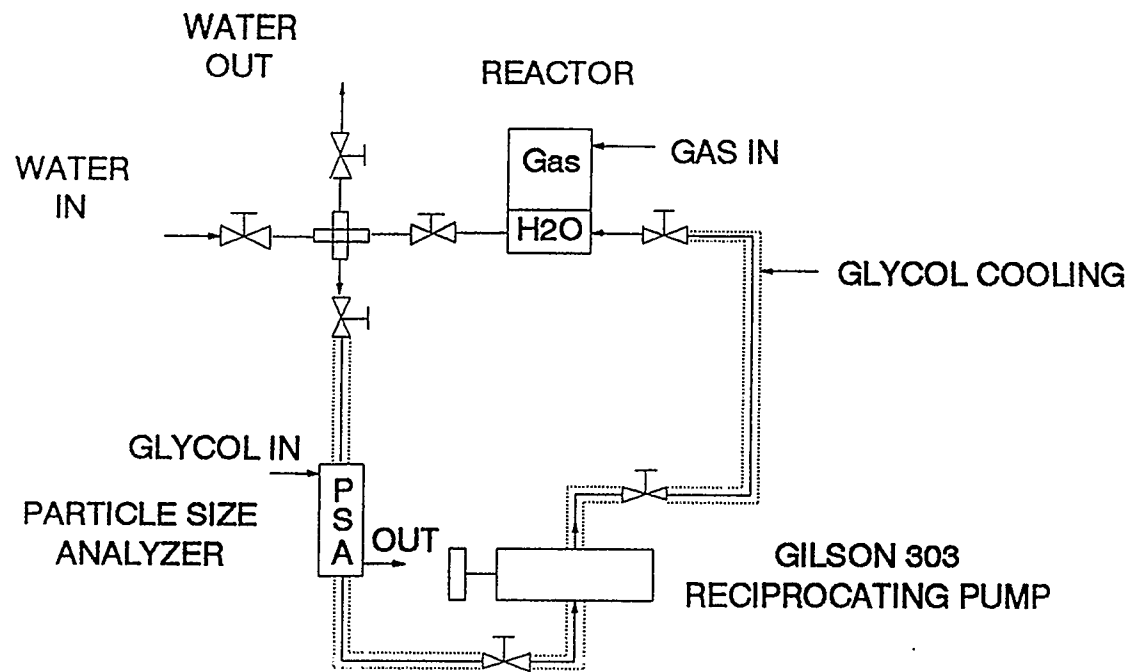 WATER
OUT
REACTOR
Gas
GAS IN
WATER
IN
H2O
GLYCOL COOLING
GLYCOL IN
P
S
A
PARTICLE SIZE
ANALYZER
OUT
GILSON 303
RECIPROCATING PUMP